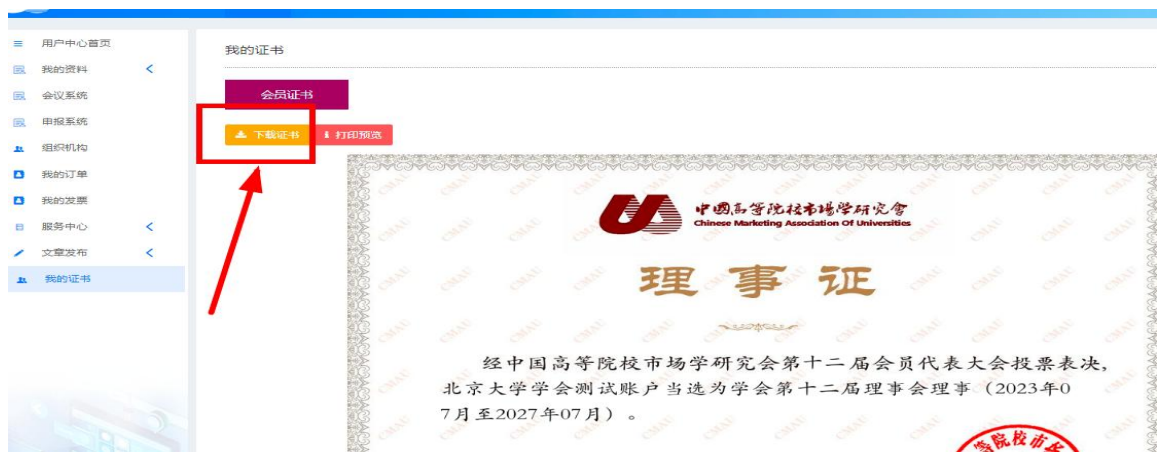 用户中心首页
我的资料
会议系统
申报系统
组织机构
我的订单
我的发票
服务中心
文章发布
我的证书
我的证书
会员证书
下载证书
打印预览
中國高等院校市場学研究會
Chinese Marketing Association Of Universities
理事证
经中国高等院校市场学研究会第十二届会员代表大会投票表决，
北京大学学会测试账户当选为学会第十二届理事会理事（2023年0
7月至2027年07月）。
等院校市场